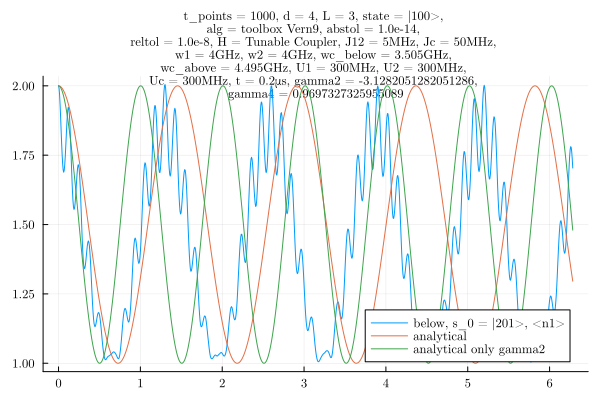 t_points = 1000, d = 4, L = 3, state = |100>,
alg = toolbox Vern9, abstol = 1.0e-14,
reltol = 1.0e-8, H = Tunable Coupler, J12 = 5MHz, Jc = 50MHz,
w1 = 4GHz, w2 = 4GHz, wc_below = 3.505GHz,
wc_above = 4.495GHz, U1 = 300MHz, U2 = 300MHz,
Uc = 300MHz, t = 0.2μs, gamma2 = -3.1282051282051286,
gamma4 = 0.9697327325955089
2.00
1.75
1.50
1.25
1.00
0 1 2 3 4 5 6
below, s_0 = |201>, <n1>
analytical
analytical only gamma2